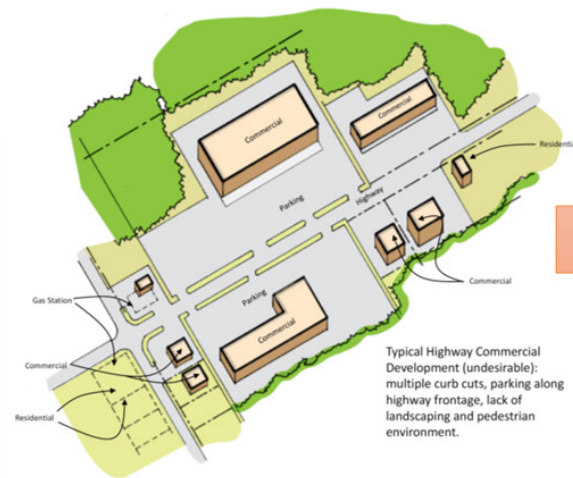 Commercial
Commercial
Residential
Parking
Highway
Commercial
Gas Station
Parking
Commercial
Commercial
Residential
Typical Highway Commercial
Development (undesirable):
multiple curb cuts, parking along
highway frontage, lack of
landscaping and pedestrian
environment.